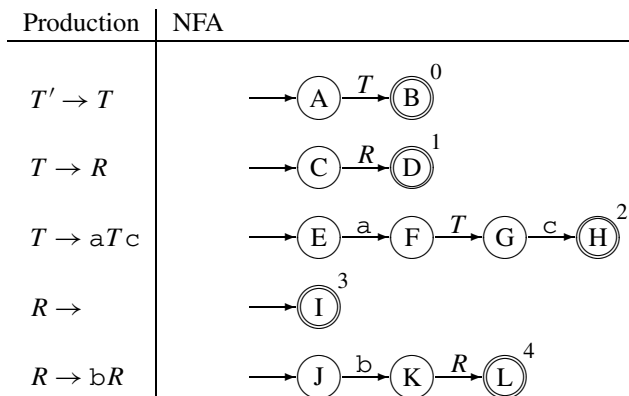 Production NFA
T′ → T A T B 0
T → R C R D 1
T → aTc E a F T G c H 2
R → I 3
R → bR J b K R L 4